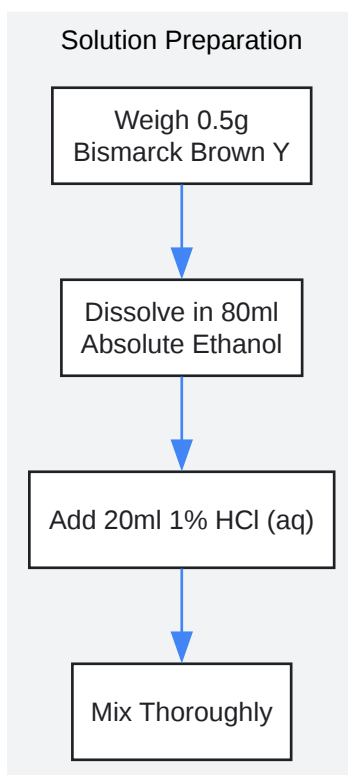 Solution Preparation
Weigh 0.5g
Bismarck Brown Y
Dissolve in 80ml
Absolute Ethanol
Add 20ml 1% HCl (aq)
Mix Thoroughly